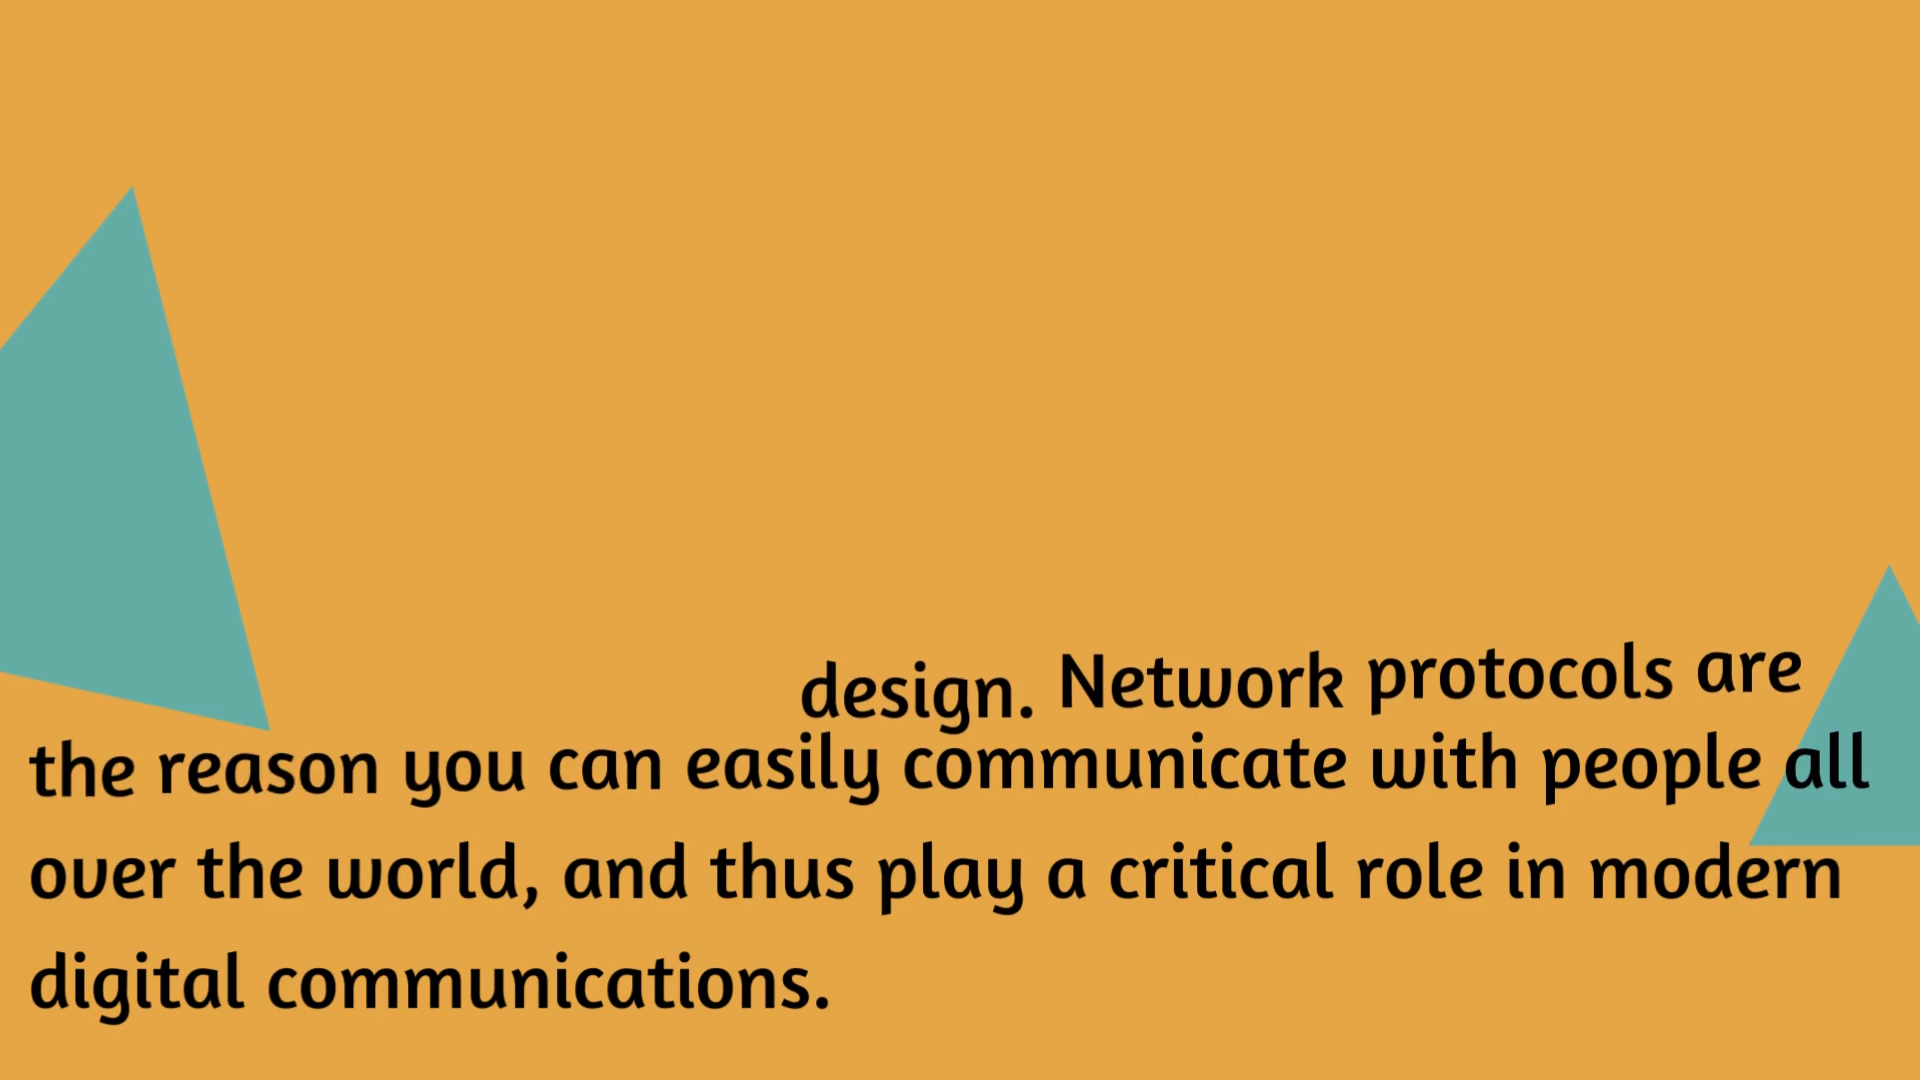 design. Network protocols are
the reason you can easily communicate with people all
over the world, and thus play a critical role in modern
digital communications.